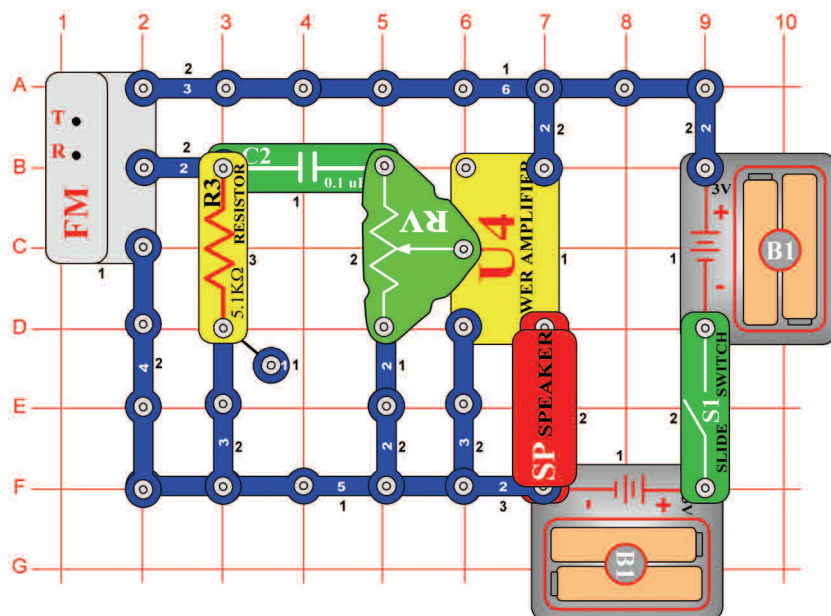 1 2 3 4 5 6 7 8 9 10
A
B
C
D
E
F
G
2
3
1
6
T
R
FM
1
2
2
2
2
2
2
C2
0.1 u
1
R3
RESISTOR
5.1KΩ
3
RV
2
U4
WER AMPLIFIER
1
3V
+
-
B1
1
4
2
1
1
3
2
2
1
2
2
3
2
SP
SPEAKER
2
S1
SLIDE
SWITCH
2
5
1
2
3
1
-
+
B1